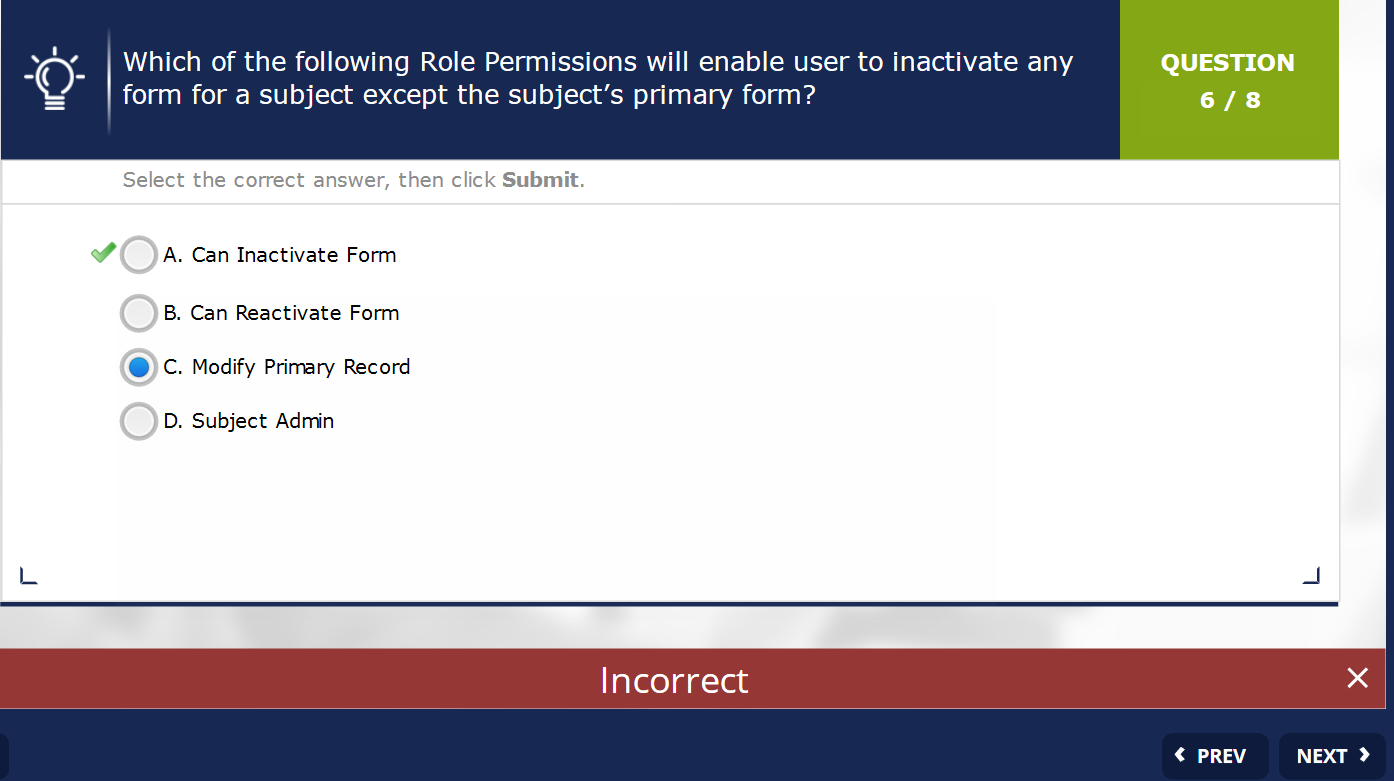 Which of the following Role Permissions will enable user to inactivate any
form for a subject except the subject’s primary form?
QUESTION
6 / 8
Select the correct answer, then click Submit.
A. Can Inactivate Form
B. Can Reactivate Form
C. Modify Primary Record
D. Subject Admin
Incorrect
PREV
NEXT